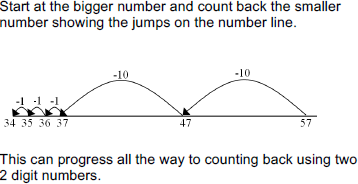 Start at the bigger number and count back the smaller
number showing the jumps on the number line.
-10 -10
-1 -1 -1
34 35 36 37 47 57
This can progress all the way to counting back using two
2 digit numbers.